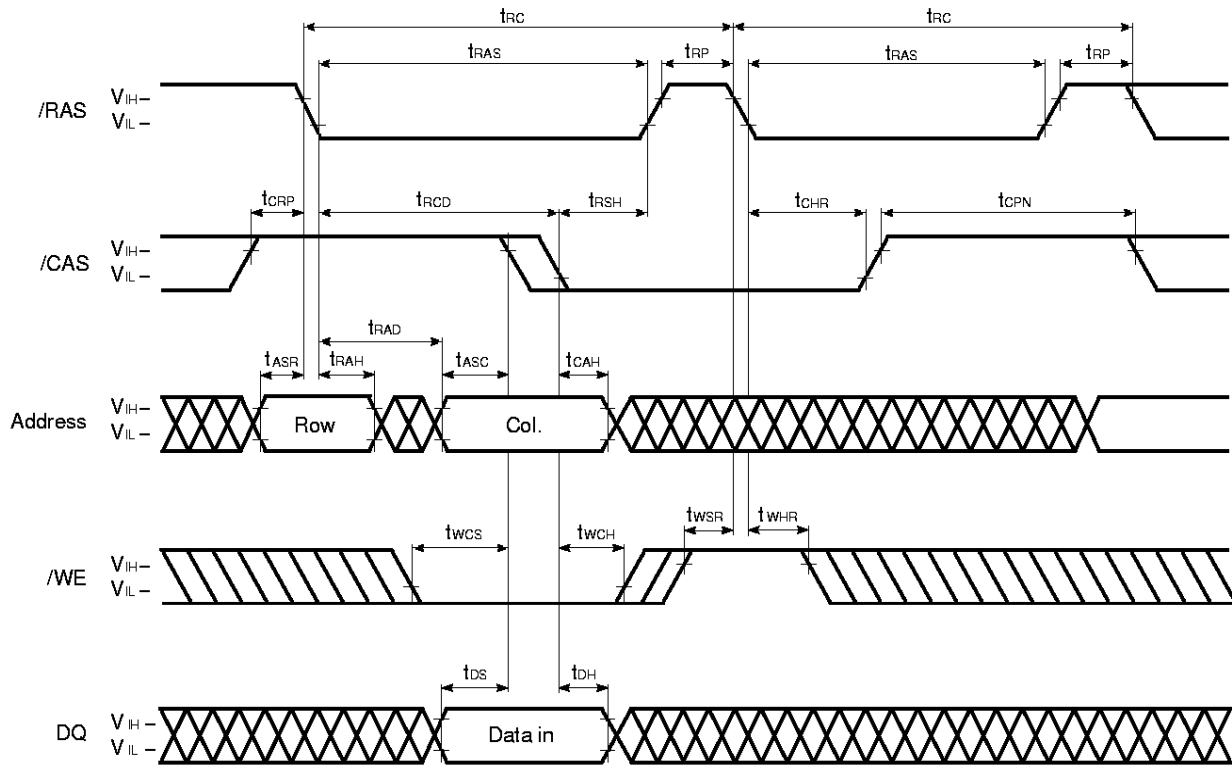 tRC tRC
tRAS tRP tRAS tRP
/RAS VIH–
VIL–
tCRP tRCD tRSH tCHR tCPN
/CAS VIH–
VIL–
tRAD
tASR tRAH tASC tCAH
Address VIH–
VIL–
Row Col.
tWCS tWCH tWSR tWHR
/WE VIH–
VIL–
tDS tDH
DQ VIH–
VIL–
Data in